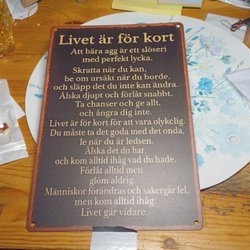 Livet är för kort
Att bära agg är ett slöseri
med perfekt lycka.
Skratta när du kan,
be om ursäkt när du borde,
och släpp det du inte kan ändra.
Älska djupt och förlåt snabbt.
Ta chanser och ge allt.
och ångra dig inte.
Livet är för kort för att vara olykclig.
Du måste ta det goda med det onda,
le när du är ledsen.
Älska det du har.
och kom alltid ihåg vad du hade.
Förlåt alltid men
glöm aldrig.
Människor förändras och saker går fel.
men kom alltid ihåg:
Livet går vidare.